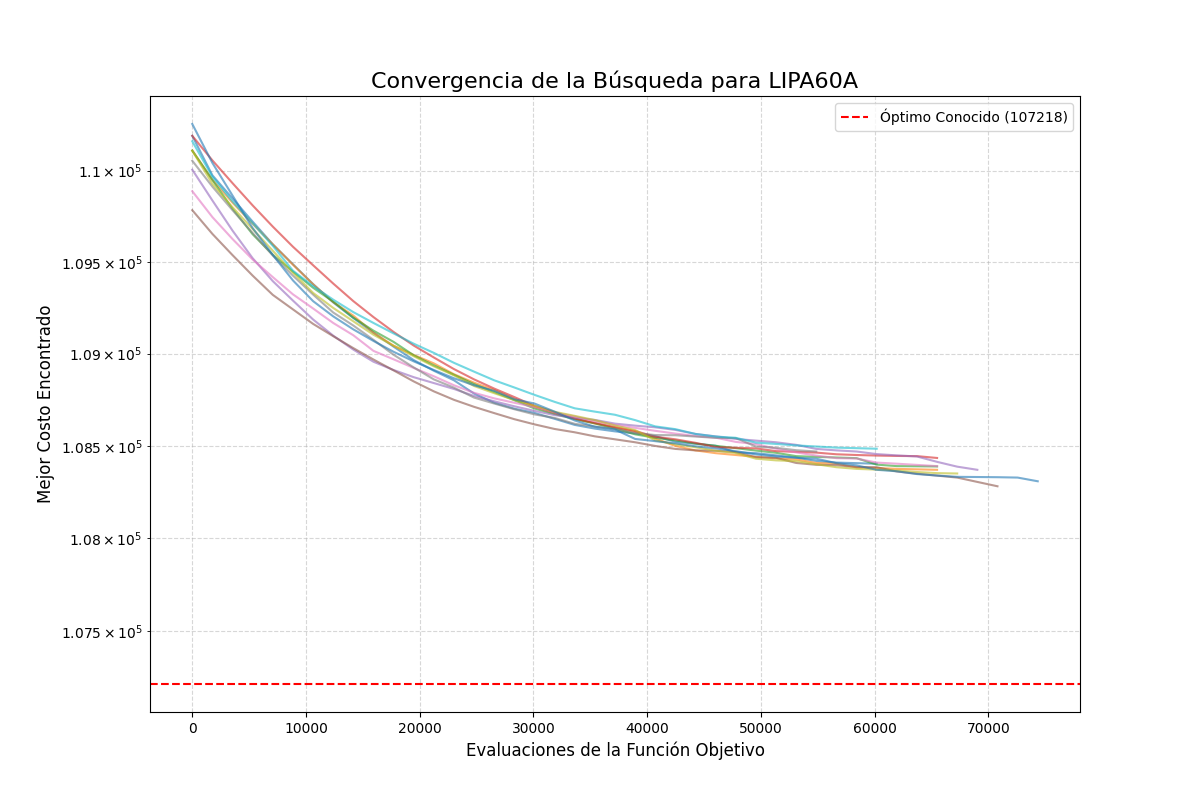 Convergencia de la Búsqueda para LIPA60A
Óptimo Conocido (107218)
Mejor Costo Encontrado
1.1 × 10⁵
1.095 × 10⁵
1.09 × 10⁵
1.085 × 10⁵
1.08 × 10⁵
1.075 × 10⁵
0 10000 20000 30000 40000 50000 60000 70000
Evaluaciones de la Función Objetivo